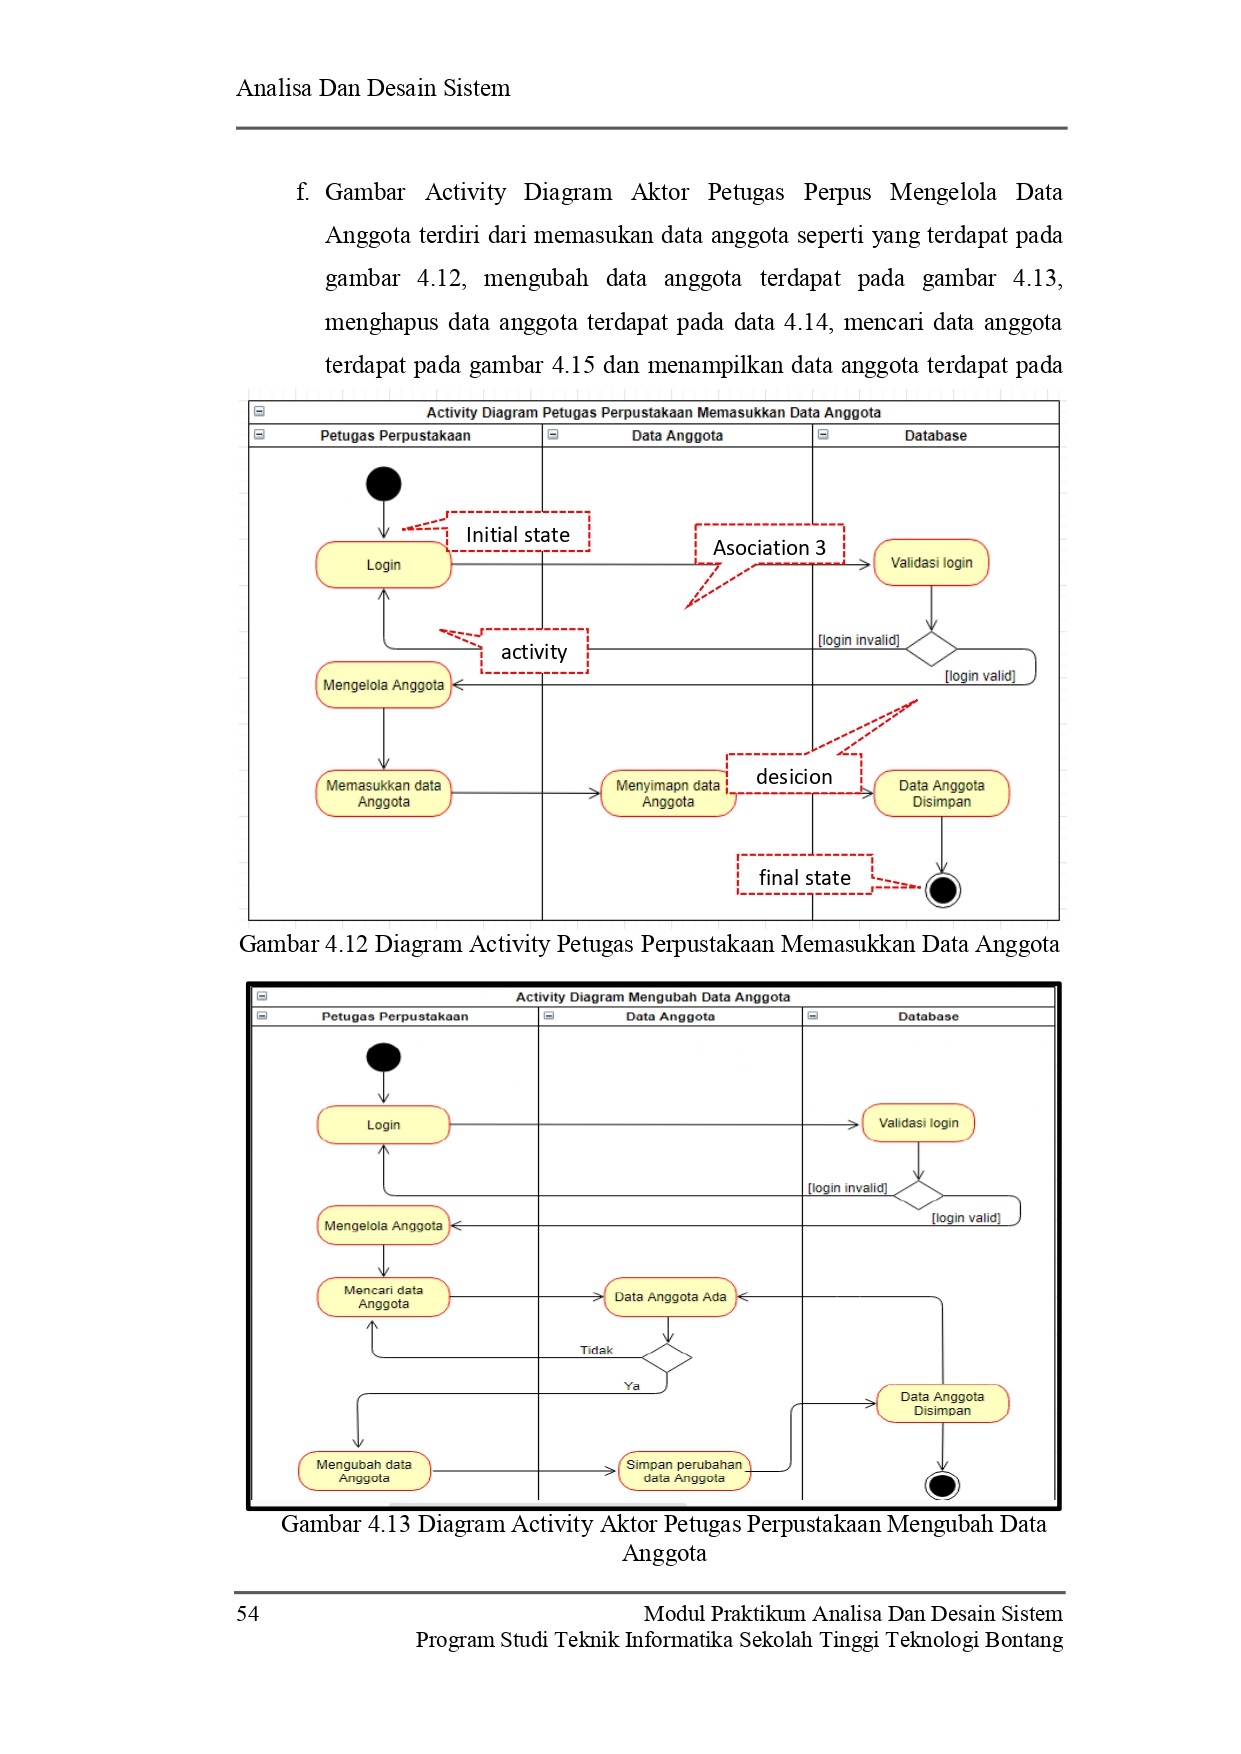 Analisa Dan Desain Sistem
f. Gambar Activity Diagram Aktor Petugas Perpus Mengelola Data
Anggota terdiri dari memasukan data anggota seperti yang terdapat pada
gambar 4.12, mengubah data anggota terdapat pada gambar 4.13,
menghapus data anggota terdapat pada data 4.14, mencari data anggota
terdapat pada gambar 4.15 dan menampilkan data anggota terdapat pada
Activity Diagram Petugas Perpustakaan Memasukkan Data Anggota
Petugas Perpustakaan Data Anggota Database
Initial state
Asociation 3
Login
Validasi login
[login invalid]
activity
[login valid]
Mengelola Anggota
desicion
Memasukkan data
Anggota
Menyimapn data
Anggota
Data Anggota
Disimpan
final state
Gambar 4.12 Diagram Activity Petugas Perpustakaan Memasukkan Data Anggota
Activity Diagram Mengubah Data Anggota
Petugas Perpustakaan Data Anggota Database
Login
Validasi login
[login invalid]
[login valid]
Mengelola Anggota
Mencari data
Anggota
Data Anggota Ada
Tidak
Ya
Data Anggota
Disimpan
Mengubah data
Anggota
Simpan perubahan
data Anggota
Gambar 4.13 Diagram Activity Aktor Petugas Perpustakaan Mengubah Data
Anggota
54 Modul Praktikum Analisa Dan Desain Sistem
Program Studi Teknik Informatika Sekolah Tinggi Teknologi Bontang